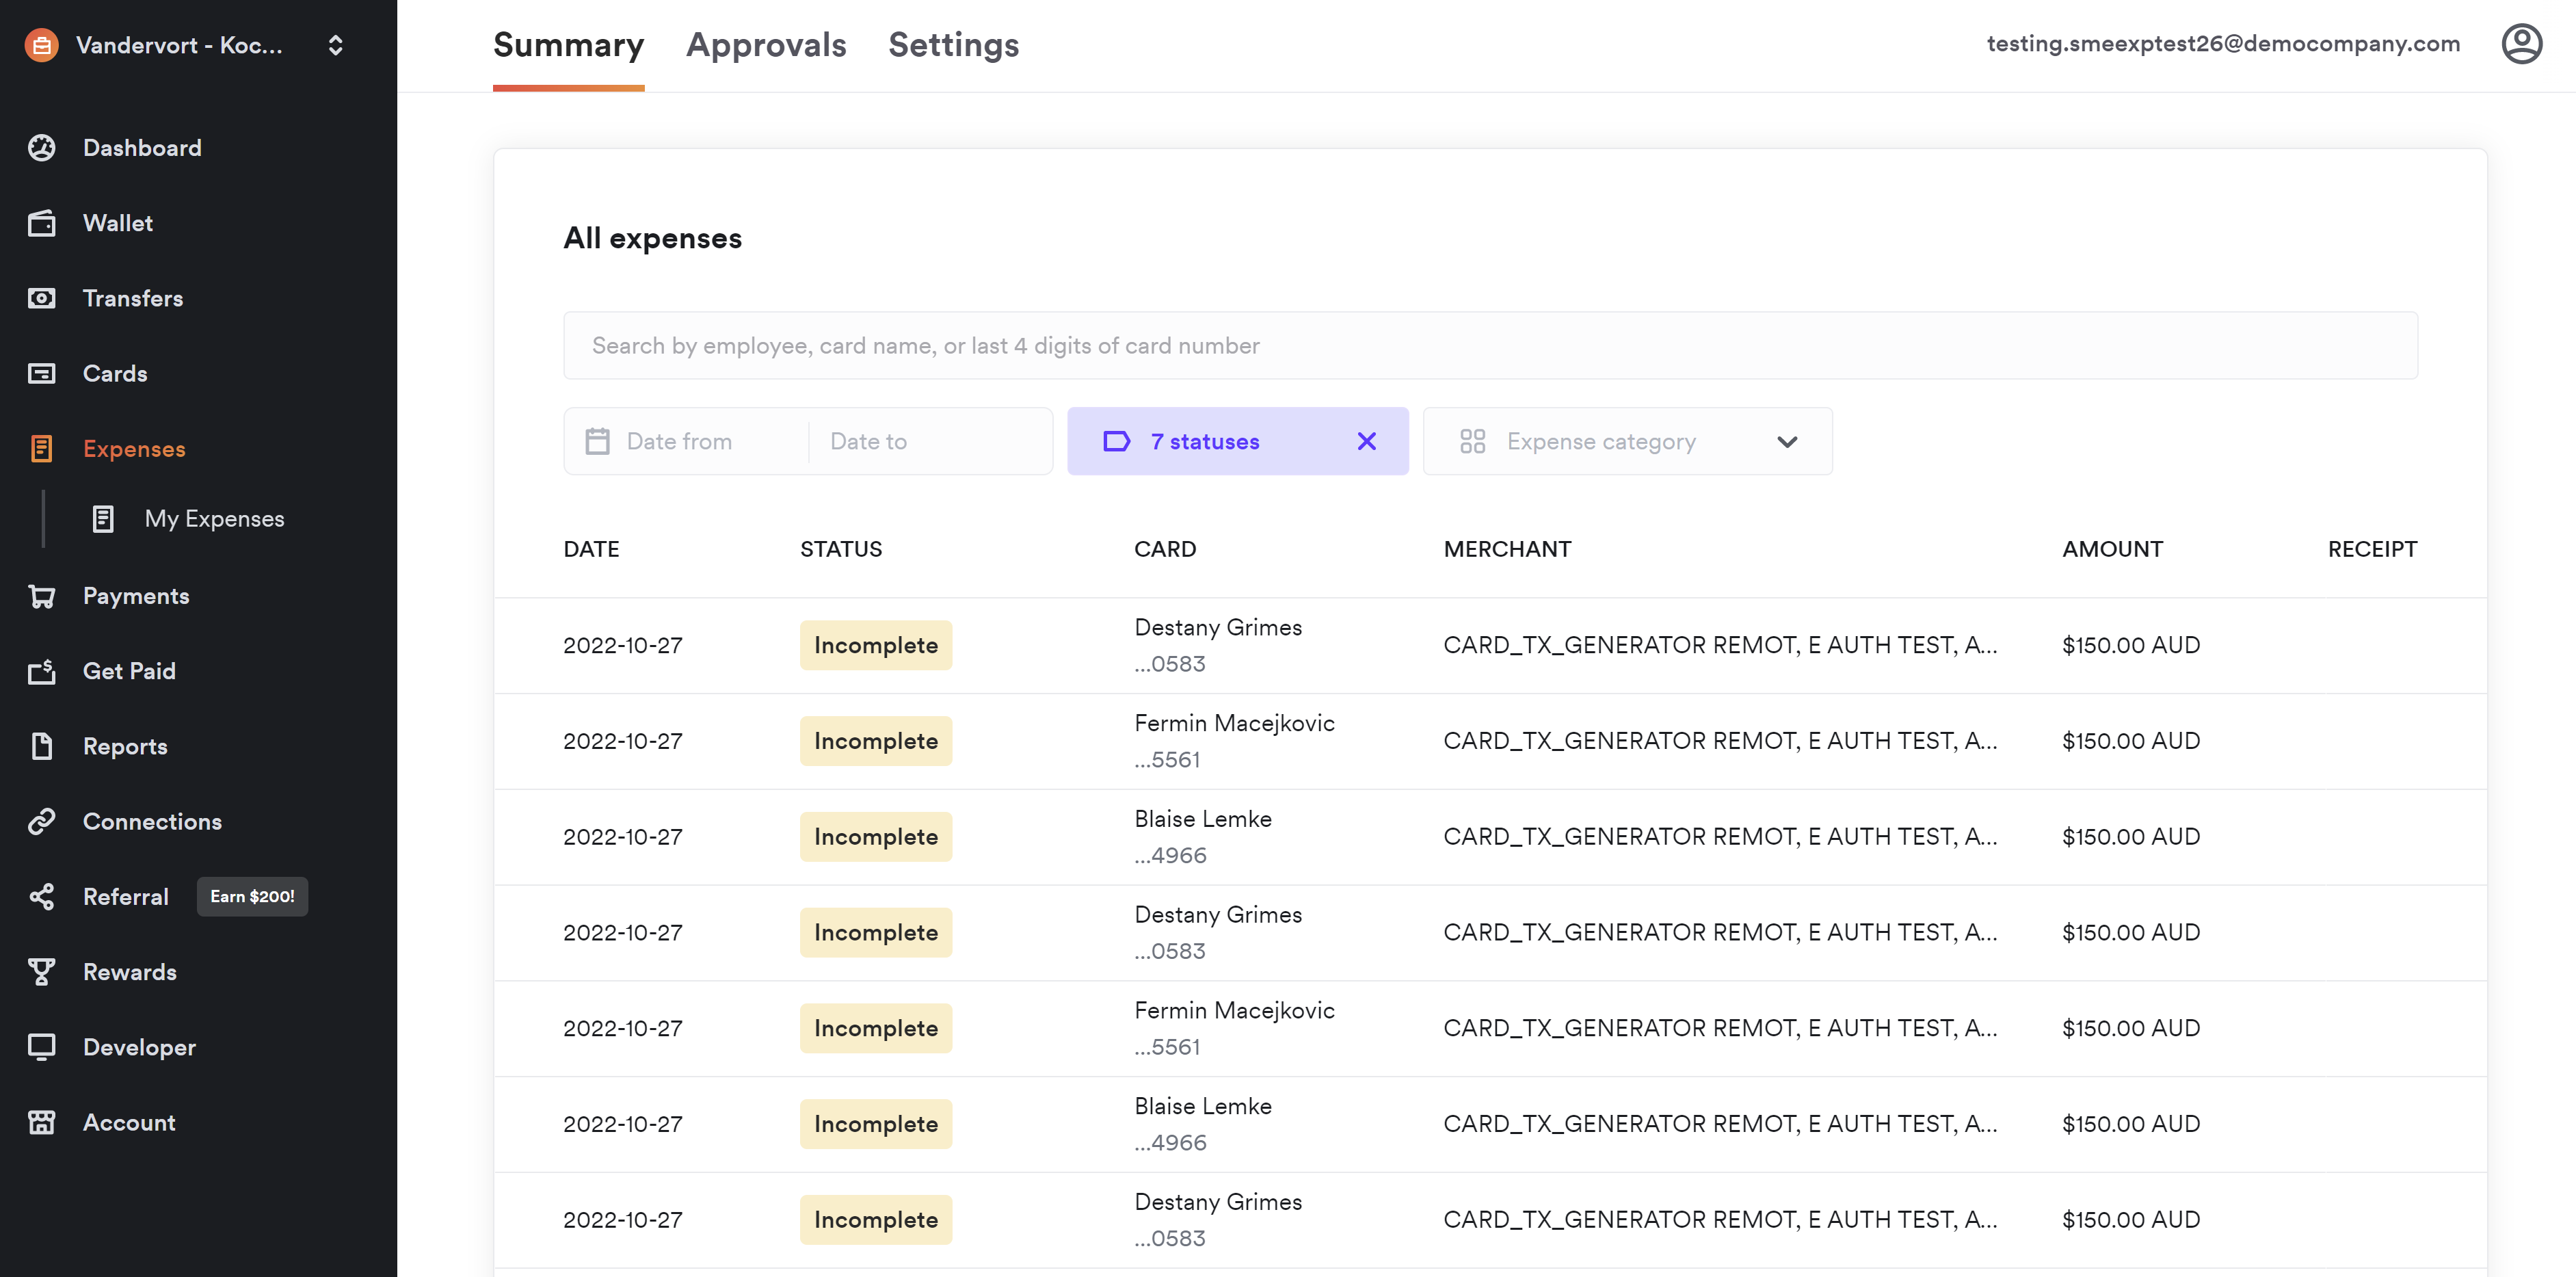 Vandervort - Koc...
Summary Approvals Settings
testing.smeexptest26@democompany.com
Dashboard
Wallet
Transfers
Cards
Expenses
My Expenses
Payments
Get Paid
Reports
Connections
Referral Earn $200!
Rewards
Developer
Account
All expenses
Search by employee, card name, or last 4 digits of card number
Date from Date to 7 statuses Expense category
DATE STATUS CARD MERCHANT AMOUNT RECEIPT
2022-10-27 Incomplete Destany Grimes ...0583 CARD_TX_GENERATOR REMOT, E AUTH TEST, A... $150.00 AUD
2022-10-27 Incomplete Fermin Macejkovic ...5561 CARD_TX_GENERATOR REMOT, E AUTH TEST, A... $150.00 AUD
2022-10-27 Incomplete Blaise Lemke ...4966 CARD_TX_GENERATOR REMOT, E AUTH TEST, A... $150.00 AUD
2022-10-27 Incomplete Destany Grimes ...0583 CARD_TX_GENERATOR REMOT, E AUTH TEST, A... $150.00 AUD
2022-10-27 Incomplete Fermin Macejkovic ...5561 CARD_TX_GENERATOR REMOT, E AUTH TEST, A... $150.00 AUD
2022-10-27 Incomplete Blaise Lemke ...4966 CARD_TX_GENERATOR REMOT, E AUTH TEST, A... $150.00 AUD
2022-10-27 Incomplete Destany Grimes ...0583 CARD_TX_GENERATOR REMOT, E AUTH TEST, A... $150.00 AUD